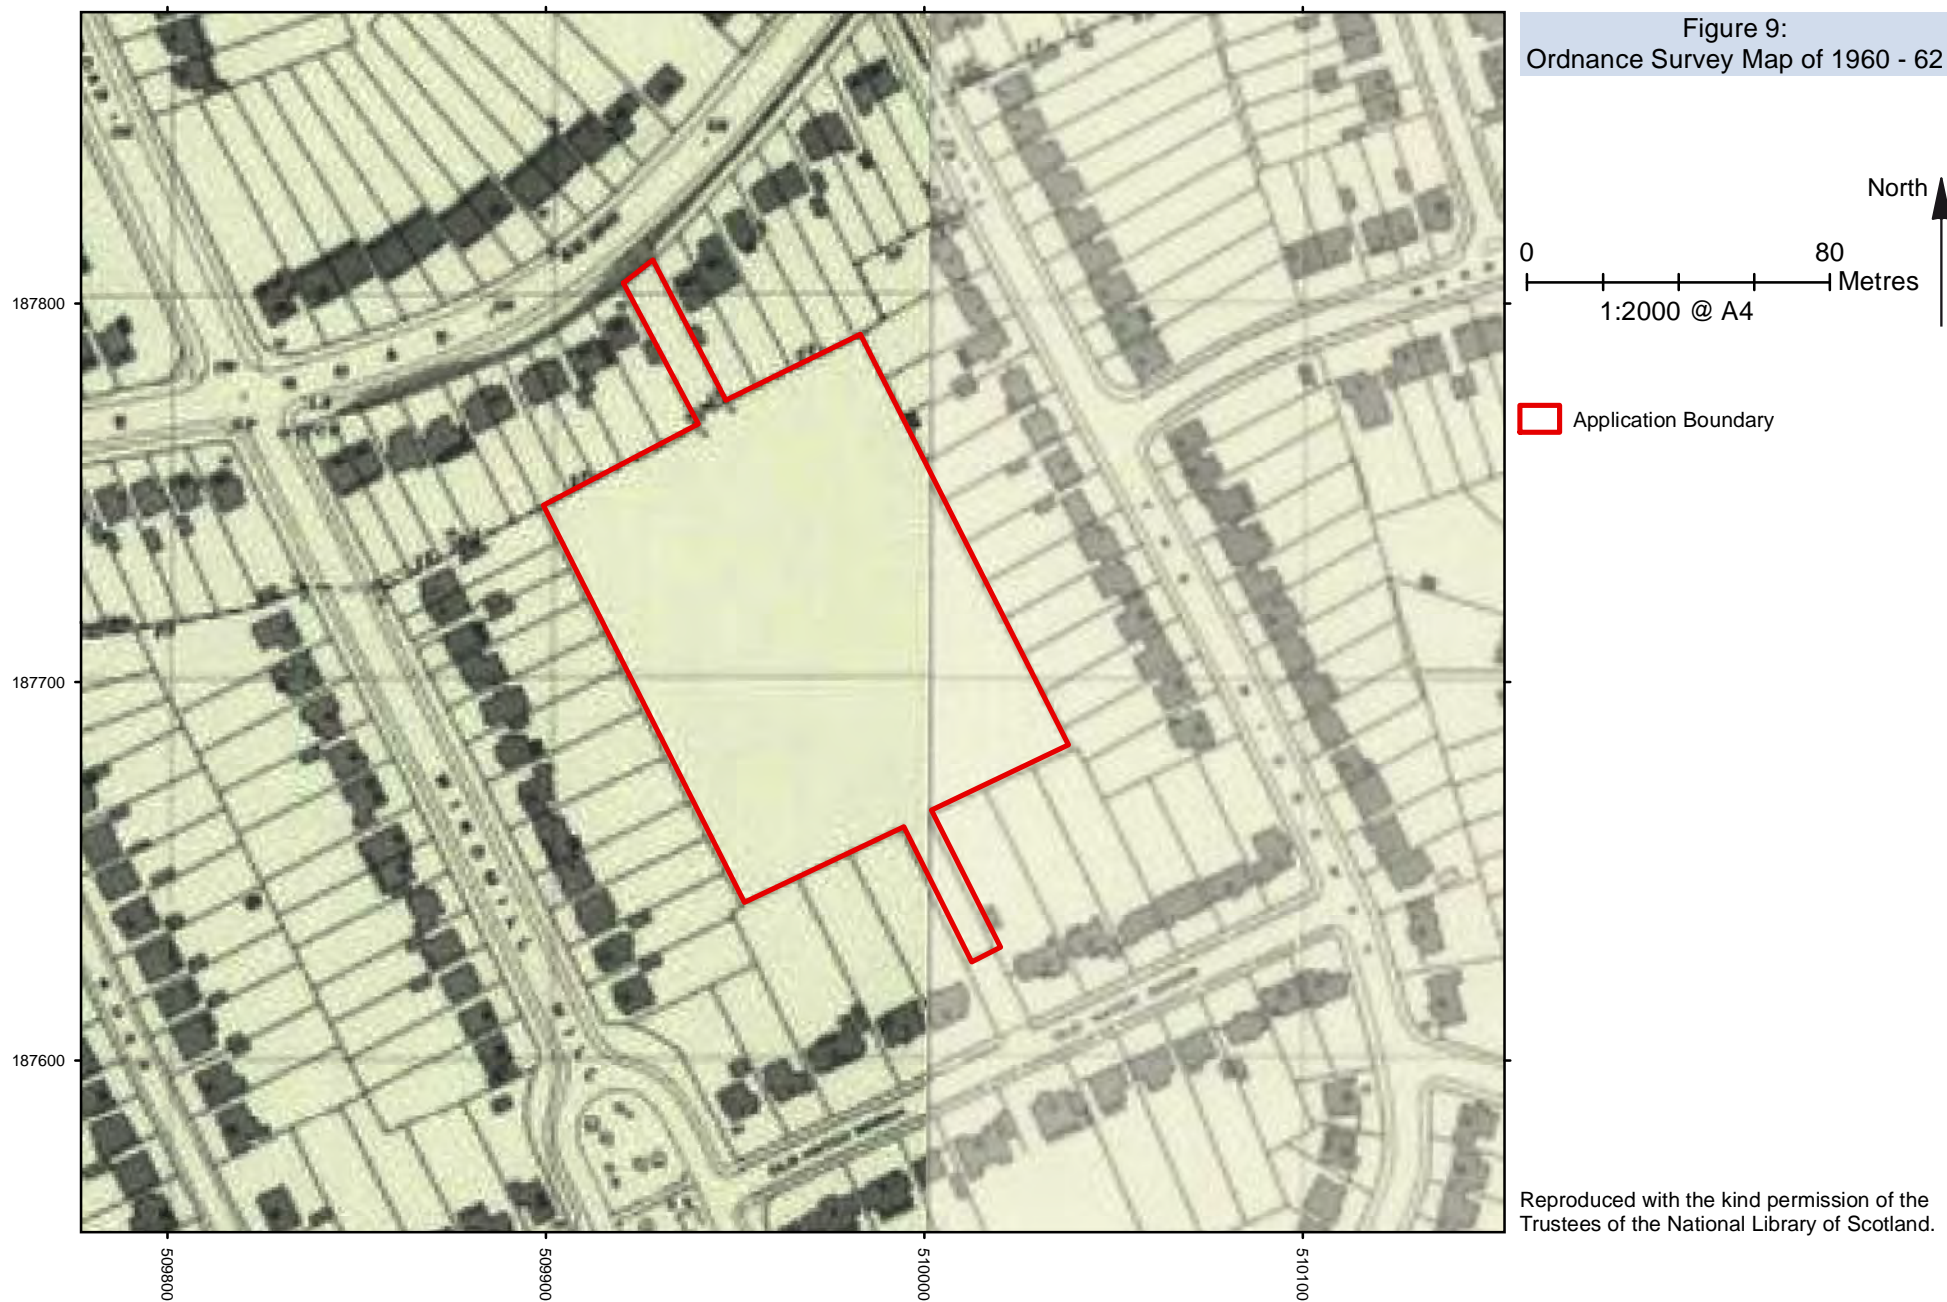 Figure 9:
Ordnance Survey Map of 1960 - 62
North
0 80
Metres
1:2000 @ A4
Application Boundary
187800
187700
187600
509800
509900
510000
510100
Reproduced with the kind permission of the
Trustees of the National Library of Scotland.